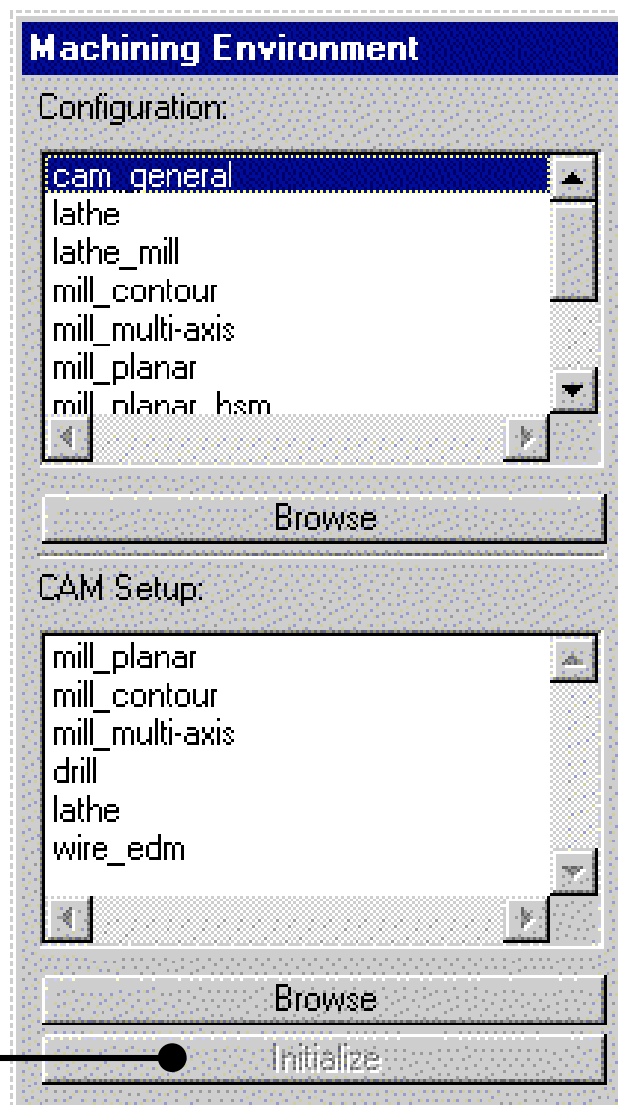 Machining Environment
Configuration:
cam_general
lathe
lathe_mill
mill_contour
mill_multi-axis
mill_planar
mill_planar_hsm
Browse
CAM Setup:
mill_planar
mill_contour
mill_multi-axis
drill
lathe
wire_edm
Browse
Initialize